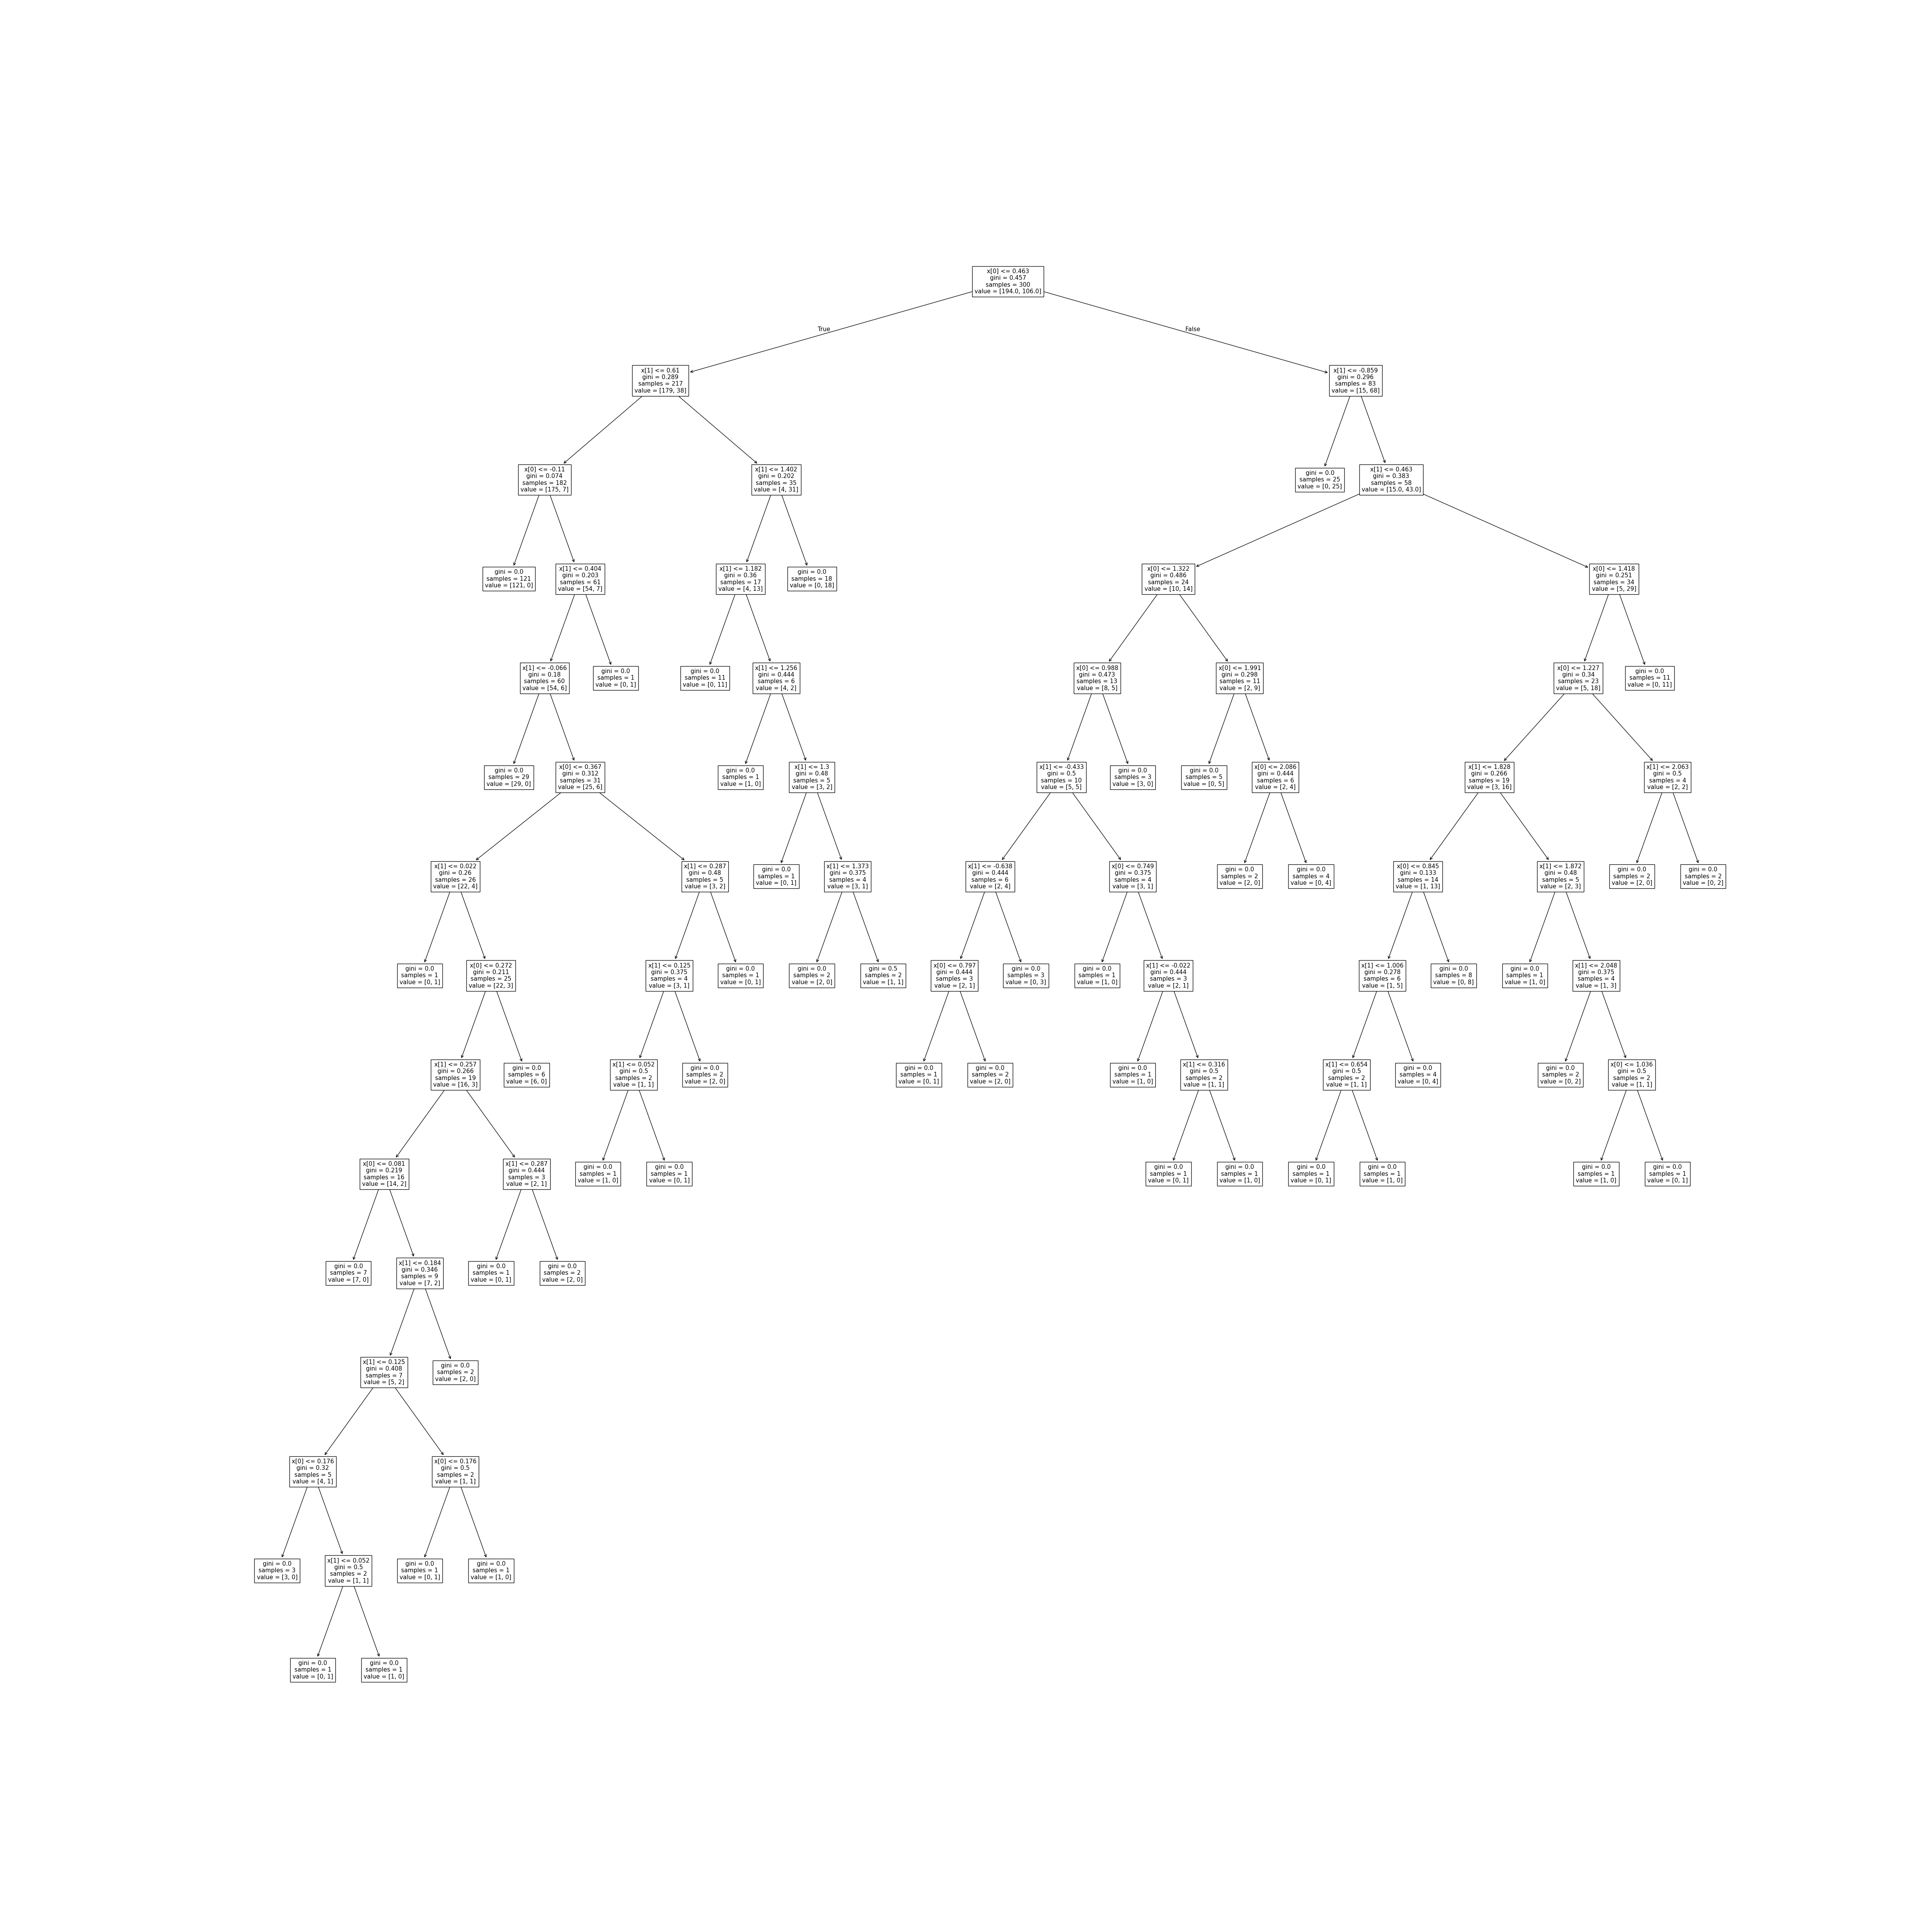 x[0] <= 0.463
gini = 0.457
samples = 300
value = [194.0, 106.0]
True
False
x[1] <= 0.61
gini = 0.289
samples = 217
value = [179, 38]
x[1] <= -0.859
gini = 0.296
samples = 83
value = [15, 68]
x[0] <= -0.11
gini = 0.074
samples = 182
value = [175, 7]
x[1] <= 1.402
gini = 0.202
samples = 35
value = [4, 31]
gini = 0.0
samples = 25
value = [0, 25]
x[1] <= 0.463
gini = 0.383
samples = 58
value = [15.0, 43.0]
gini = 0.0
samples = 121
value = [121, 0]
x[1] <= 0.404
gini = 0.203
samples = 61
value = [54, 7]
x[1] <= 1.182
gini = 0.36
samples = 17
value = [4, 13]
gini = 0.0
samples = 18
value = [0, 18]
x[0] <= 1.322
gini = 0.486
samples = 24
value = [10, 14]
x[0] <= 1.418
gini = 0.251
samples = 34
value = [5, 29]
x[1] <= -0.066
gini = 0.18
samples = 60
value = [54, 6]
gini = 0.0
samples = 1
value = [0, 1]
gini = 0.0
samples = 11
value = [0, 11]
x[1] <= 1.256
gini = 0.444
samples = 6
value = [4, 2]
x[0] <= 0.988
gini = 0.473
samples = 13
value = [8, 5]
x[0] <= 1.991
gini = 0.298
samples = 11
value = [2, 9]
x[0] <= 1.227
gini = 0.34
samples = 23
value = [5, 18]
gini = 0.0
samples = 11
value = [0, 11]
gini = 0.0
samples = 29
value = [29, 0]
x[0] <= 0.367
gini = 0.312
samples = 31
value = [25, 6]
gini = 0.0
samples = 1
value = [1, 0]
x[1] <= 1.3
gini = 0.48
samples = 5
value = [3, 2]
x[1] <= -0.433
gini = 0.5
samples = 10
value = [5, 5]
gini = 0.0
samples = 3
value = [3, 0]
gini = 0.0
samples = 5
value = [0, 5]
x[0] <= 2.086
gini = 0.444
samples = 6
value = [2, 4]
x[1] <= 1.828
gini = 0.266
samples = 19
value = [3, 16]
x[1] <= 2.063
gini = 0.5
samples = 4
value = [2, 2]
x[1] <= 0.022
gini = 0.26
samples = 26
value = [22, 4]
x[1] <= 0.287
gini = 0.48
samples = 5
value = [3, 2]
gini = 0.0
samples = 1
value = [0, 1]
x[1] <= 1.373
gini = 0.375
samples = 4
value = [3, 1]
x[1] <= -0.638
gini = 0.444
samples = 6
value = [2, 4]
x[0] <= 0.749
gini = 0.375
samples = 4
value = [3, 1]
gini = 0.0
samples = 2
value = [2, 0]
gini = 0.0
samples = 4
value = [0, 4]
x[0] <= 0.845
gini = 0.133
samples = 14
value = [1, 13]
x[1] <= 1.872
gini = 0.48
samples = 5
value = [2, 3]
gini = 0.0
samples = 2
value = [2, 0]
gini = 0.0
samples = 2
value = [0, 2]
gini = 0.0
samples = 1
value = [0, 1]
x[0] <= 0.272
gini = 0.211
samples = 25
value = [22, 3]
x[1] <= 0.125
gini = 0.375
samples = 4
value = [3, 1]
gini = 0.0
samples = 1
value = [0, 1]
gini = 0.0
samples = 2
value = [2, 0]
gini = 0.5
samples = 2
value = [1, 1]
x[0] <= 0.797
gini = 0.444
samples = 3
value = [2, 1]
gini = 0.0
samples = 3
value = [0, 3]
gini = 0.0
samples = 1
value = [1, 0]
x[1] <= -0.022
gini = 0.444
samples = 3
value = [2, 1]
x[1] <= 1.006
gini = 0.278
samples = 6
value = [1, 5]
gini = 0.0
samples = 8
value = [0, 8]
gini = 0.0
samples = 1
value = [1, 0]
x[1] <= 2.048
gini = 0.375
samples = 4
value = [1, 3]
x[1] <= 0.257
gini = 0.266
samples = 19
value = [16, 3]
gini = 0.0
samples = 6
value = [6, 0]
x[1] <= 0.052
gini = 0.5
samples = 2
value = [1, 1]
gini = 0.0
samples = 2
value = [2, 0]
gini = 0.0
samples = 1
value = [0, 1]
gini = 0.0
samples = 2
value = [2, 0]
gini = 0.0
samples = 1
value = [1, 0]
x[1] <= 0.316
gini = 0.5
samples = 2
value = [1, 1]
x[1] <= 0.654
gini = 0.5
samples = 2
value = [1, 1]
gini = 0.0
samples = 4
value = [0, 4]
gini = 0.0
samples = 2
value = [0, 2]
x[0] <= 1.036
gini = 0.5
samples = 2
value = [1, 1]
x[0] <= 0.081
gini = 0.219
samples = 16
value = [14, 2]
x[1] <= 0.287
gini = 0.444
samples = 3
value = [2, 1]
gini = 0.0
samples = 1
value = [1, 0]
gini = 0.0
samples = 1
value = [0, 1]
gini = 0.0
samples = 1
value = [0, 1]
gini = 0.0
samples = 1
value = [1, 0]
gini = 0.0
samples = 1
value = [0, 1]
gini = 0.0
samples = 1
value = [1, 0]
gini = 0.0
samples = 1
value = [1, 0]
gini = 0.0
samples = 1
value = [0, 1]
gini = 0.0
samples = 7
value = [7, 0]
x[1] <= 0.184
gini = 0.346
samples = 9
value = [7, 2]
gini = 0.0
samples = 1
value = [0, 1]
gini = 0.0
samples = 2
value = [2, 0]
x[1] <= 0.125
gini = 0.408
samples = 7
value = [5, 2]
gini = 0.0
samples = 2
value = [2, 0]
x[0] <= 0.176
gini = 0.32
samples = 5
value = [4, 1]
x[0] <= 0.176
gini = 0.5
samples = 2
value = [1, 1]
gini = 0.0
samples = 3
value = [3, 0]
x[1] <= 0.052
gini = 0.5
samples = 2
value = [1, 1]
gini = 0.0
samples = 1
value = [0, 1]
gini = 0.0
samples = 1
value = [1, 0]
gini = 0.0
samples = 1
value = [0, 1]
gini = 0.0
samples = 1
value = [1, 0]